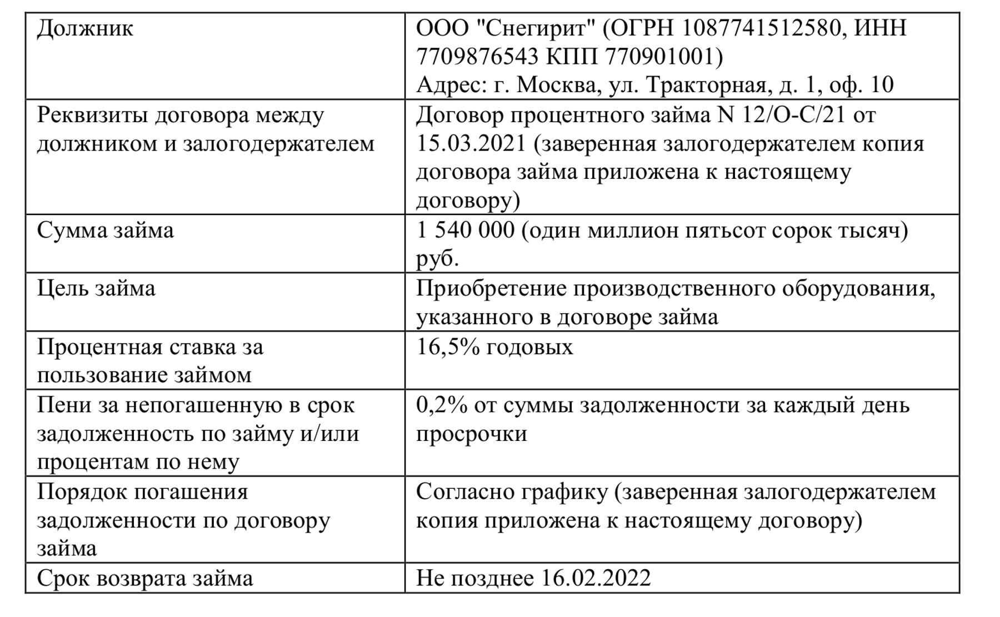 Должник
ООО "Снегирит" (ОГРН 1087741512580, ИНН
7709876543 КПП 770901001)
Адрес: г. Москва, ул. Тракторная, д. 1, оф. 10
Реквизиты договора между
должником и залогодержателем
Договор процентного займа N 12/О-С/21 от
15.03.2021 (заверенная залогодержателем копия
договора займа приложена к настоящему
договору)
Сумма займа
1 540 000 (один миллион пятьсот сорок тысяч)
руб.
Цель займа
Приобретение производственного оборудования,
указанного в договоре займа
Процентная ставка за
пользование займом
16,5% годовых
Пени за непогашенную в срок
задолженность по займу и/или
процентам по нему
0,2% от суммы задолженности за каждый день
просрочки
Порядок погашения
задолженности по договору
займа
Согласно графику (заверенная залогодержателем
копия приложена к настоящему договору)
Срок возврата займа
Не позднее 16.02.2022